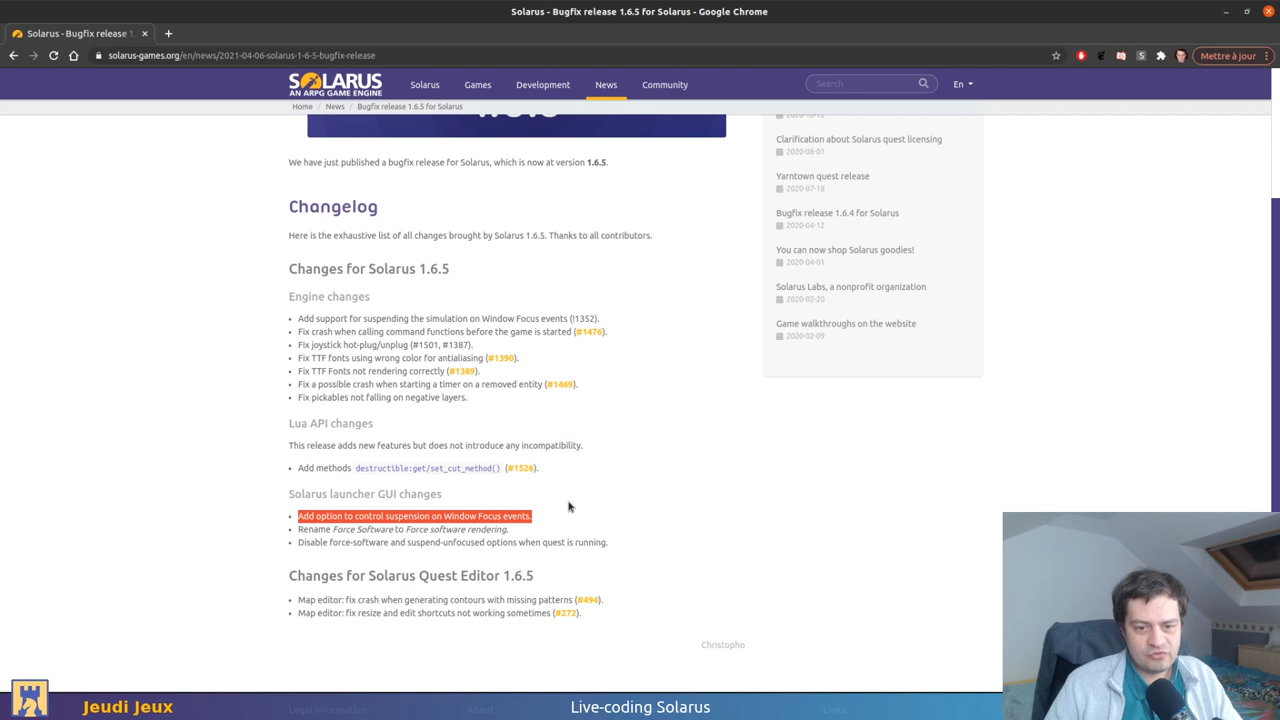 Solarus - Bugfix release 1.6.5 for Solarus - Google Chrome
Solarus - Bugfix release 1.
solarus-games.org/en/news/2021-04-06-solarus-1-6-5-bugfix-release
Mettre à jour
SOLARUS
AN ARPG GAME ENGINE
Solarus
Games
Development
News
Community
Search
En
Home / News / Bugfix release 1.6.5 for Solarus
We have just published a bugfix release for Solarus, which is now at version 1.6.5.
Changelog
Here is the exhaustive list of all changes brought by Solarus 1.6.5. Thanks to all contributors.
Changes for Solarus 1.6.5
Engine changes
• Add support for suspending the simulation on Window Focus events (!1352).
• Fix crash when calling command functions before the game is started (#1476).
• Fix joystick hot-plug/unplug (#1501, #1387).
• Fix TTF fonts using wrong color for antialiasing (#1390).
• Fix TTF Fonts not rendering correctly (#1389).
• Fix a possible crash when starting a timer on a removed entity (#1469).
• Fix pickables not falling on negative layers.
Lua API changes
This release adds new features but does not introduce any incompatibility.
• Add methods destructible:get/set_cut_method() (#1526).
Solarus launcher GUI changes
• Add option to control suspension on Window Focus events.
• Rename Force Software to Force software rendering.
• Disable force-software and suspend-unfocused options when quest is running.
Changes for Solarus Quest Editor 1.6.5
• Map editor: fix crash when generating contours with missing patterns (#494).
• Map editor: fix resize and edit shortcuts not working sometimes (#272).
Christopho
Clarification about Solarus quest licensing
2020-08-01
Yarntown quest release
2020-07-18
Bugfix release 1.6.4 for Solarus
2020-04-12
You can now shop Solarus goodies!
2020-04-01
Solarus Labs, a nonprofit organization
2020-02-20
Game walkthroughs on the website
2020-02-09
Jeudi Jeux
Live-coding Solarus